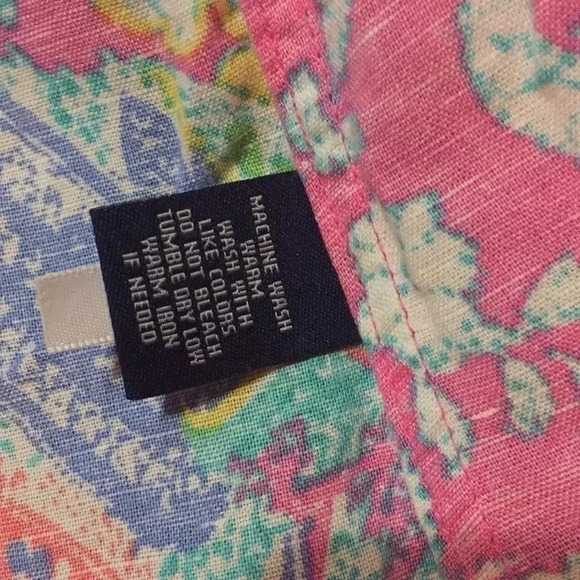 MACHINE WASH
WARM
WASH WITH
LIKE COLORS
DO NOT BLEACH
TUMBLE DRY LOW
WARM IRON
IF NEEDED